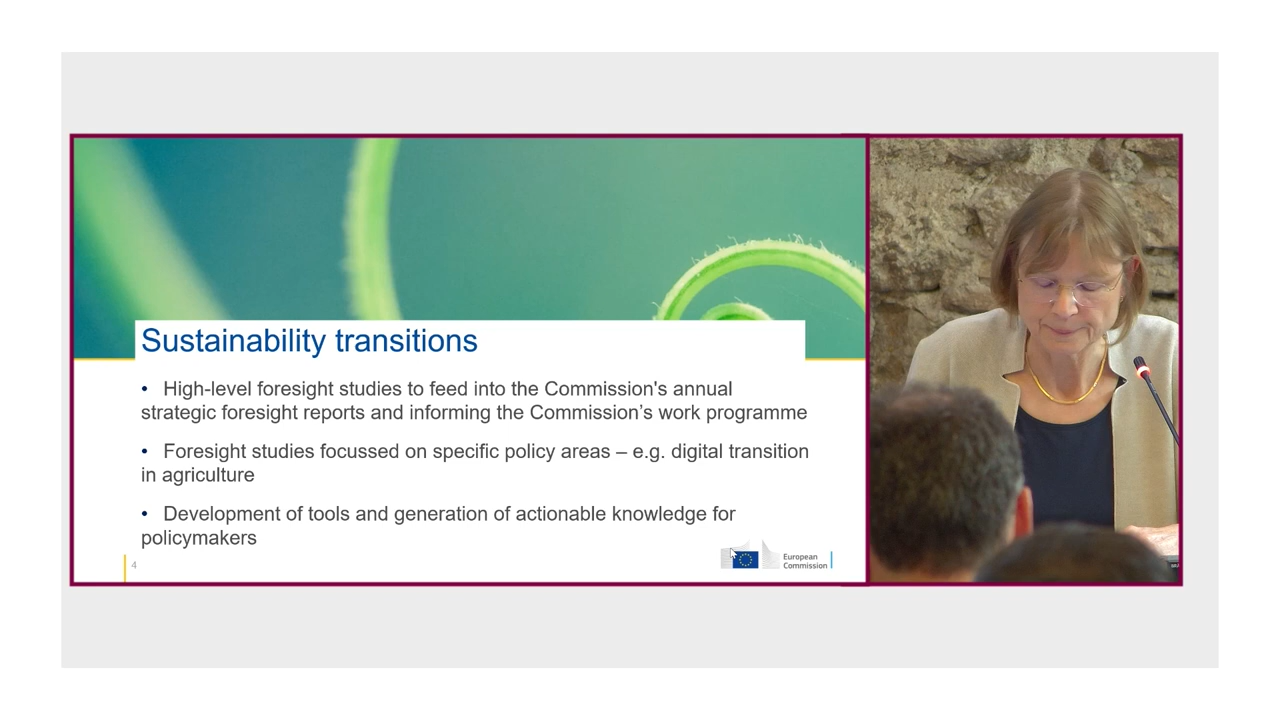 Sustainability transitions
• High-level foresight studies to feed into the Commission's annual
strategic foresight reports and informing the Commission’s work programme
• Foresight studies focussed on specific policy areas – e.g. digital transition
in agriculture
• Development of tools and generation of actionable knowledge for
policymakers
4
European
Commission